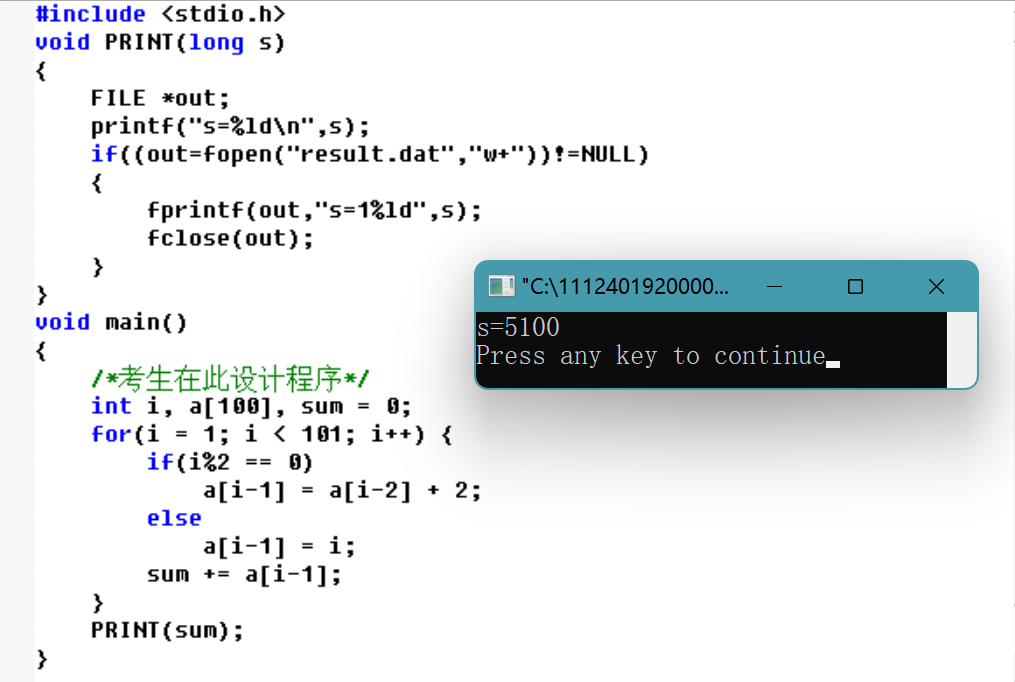 #include <stdio.h>
void PRINT(long s)
{
    FILE *out;
    printf("s=%ld\n",s);
    if((out=fopen("result.dat","w+"))!=NULL)
    {
        fprintf(out,"s=1%ld",s);
        fclose(out);
    }
}
void main()
{
    /*考生在此设计程序*/
    int i, a[100], sum = 0;
    for(i = 1; i < 101; i++) {
        if(i%2 == 0)
            a[i-1] = a[i-2] + 2;
        else
            a[i-1] = i;
        sum += a[i-1];
    }
    PRINT(sum);
}
"C:\1112401920000...
s=5100
Press any key to continue